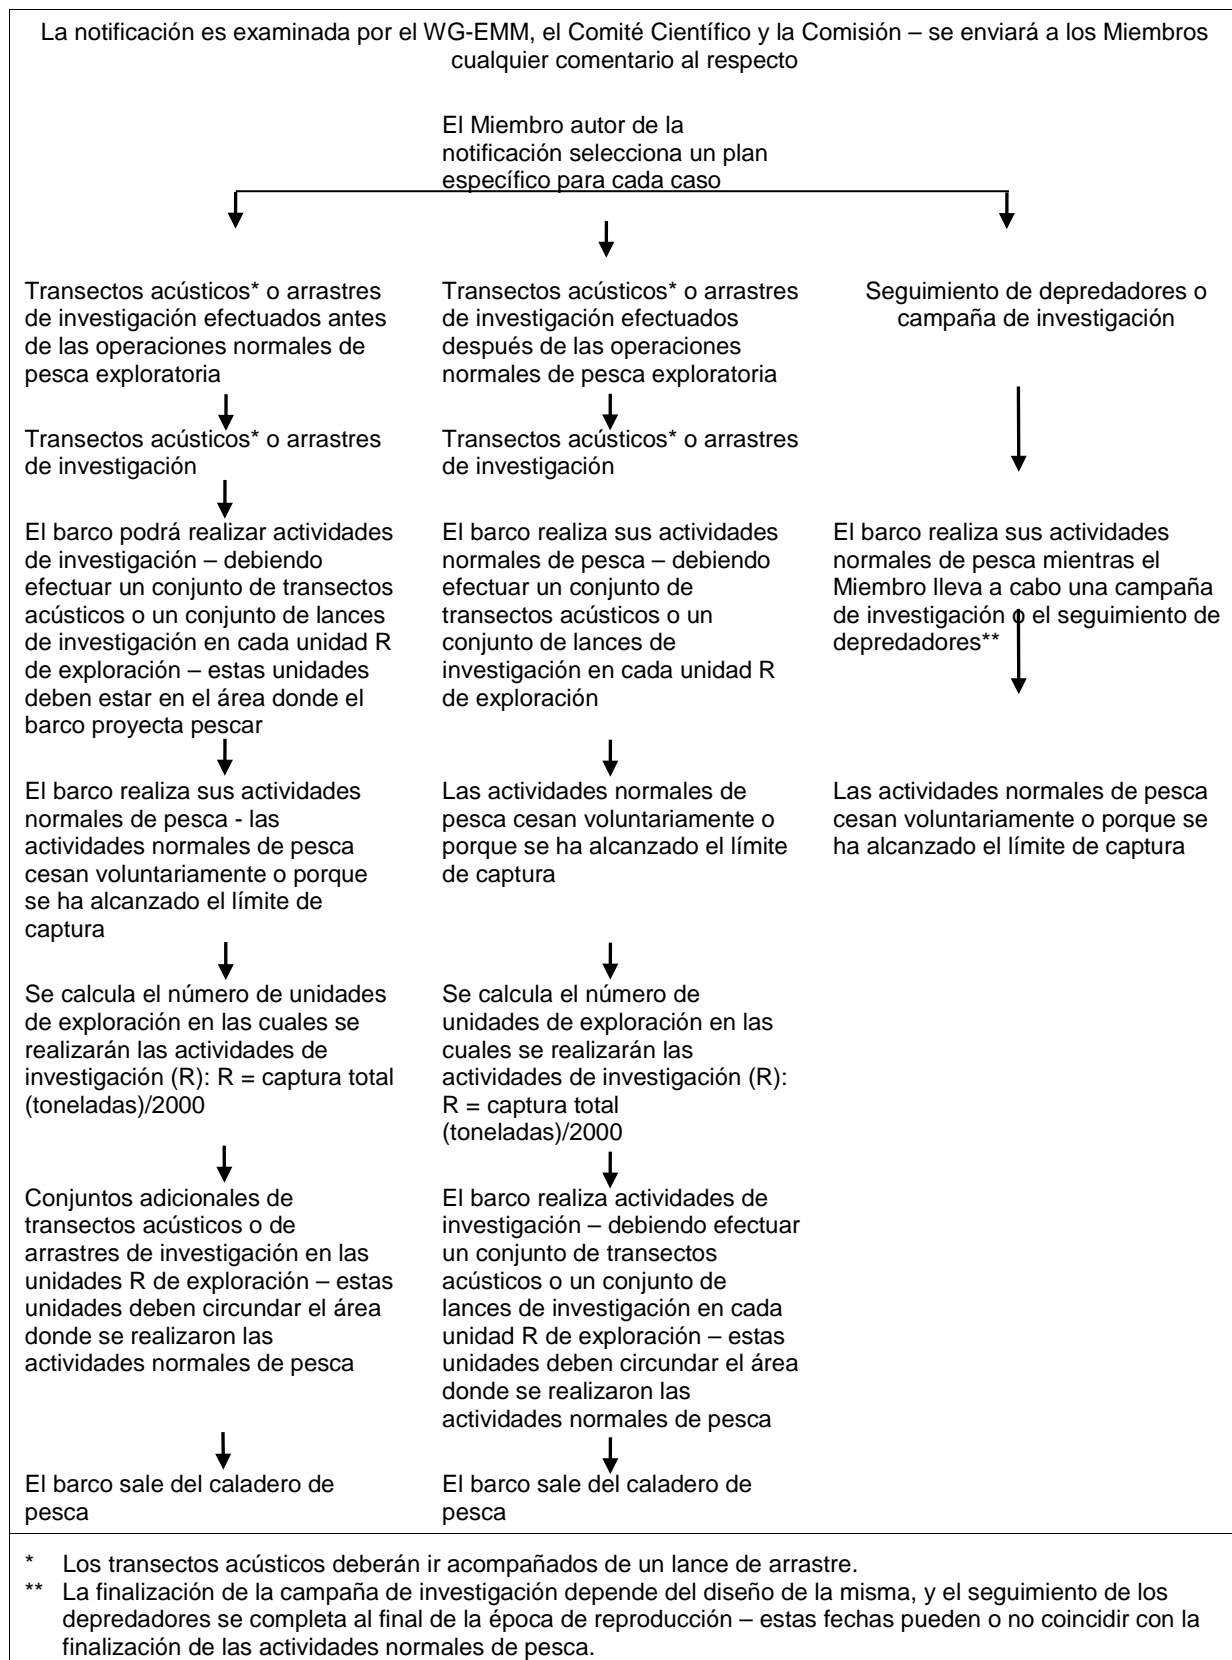 La notificación es examinada por el WG-EMM, el Comité Científico y la Comisión – se enviará a los Miembros
cualquier comentario al respecto
El Miembro autor de la
notificación selecciona un plan
específico para cada caso
Transectos acústicos* o arrastres
de investigación efectuados antes
de las operaciones normales de
pesca exploratoria
Transectos acústicos* o arrastres
de investigación
El barco podrá realizar actividades
de investigación – debiendo
efectuar un conjunto de transectos
acústicos o un conjunto de lances
de investigación en cada unidad R
de exploración – estas unidades
deben estar en el área donde el
barco proyecta pescar
El barco realiza sus actividades
normales de pesca - las
actividades normales de pesca
cesan voluntariamente o porque
se ha alcanzado el límite de
captura
Se calcula el número de unidades
de exploración en las cuales se
realizarán las actividades de
investigación (R): R = captura total
(toneladas)/2000
Conjuntos adicionales de
transectos acústicos o de
arrastres de investigación en las
unidades R de exploración – estas
unidades deben circundar el área
donde se realizaron las
actividades normales de pesca
El barco sale del caladero de
pesca
Transectos acústicos* o arrastres
de investigación efectuados
después de las operaciones
normales de pesca exploratoria
Transectos acústicos* o arrastres
de investigación
El barco realiza sus actividades
normales de pesca – debiendo
efectuar un conjunto de
transectos acústicos o un
conjunto de lances de
investigación en cada unidad R
de exploración
Las actividades normales de
pesca cesan voluntariamente o
porque se ha alcanzado el límite
de captura
Se calcula el número de
unidades de exploración en las
cuales se realizarán las
actividades de investigación (R):
R = captura total
(toneladas)/2000
El barco realiza actividades de
investigación – debiendo efectuar
un conjunto de transectos
acústicos o un conjunto de
lances de investigación en cada
unidad R de exploración – estas
unidades deben circundar el área
donde se realizaron las
actividades normales de pesca
El barco sale del caladero de
pesca
Seguimiento de depredadores o
campaña de investigación
El barco realiza sus actividades
normales de pesca mientras el
Miembro lleva a cabo una campaña
de investigación o el seguimiento de
depredadores**
Las actividades normales de pesca
cesan voluntariamente o porque se
ha alcanzado el límite de captura
* Los transectos acústicos deberán ir acompañados de un lance de arrastre.
** La finalización de la campaña de investigación depende del diseño de la misma, y el seguimiento de los
depredadores se completa al final de la época de reproducción – estas fechas pueden o no coincidir con la
finalización de las actividades normales de pesca.